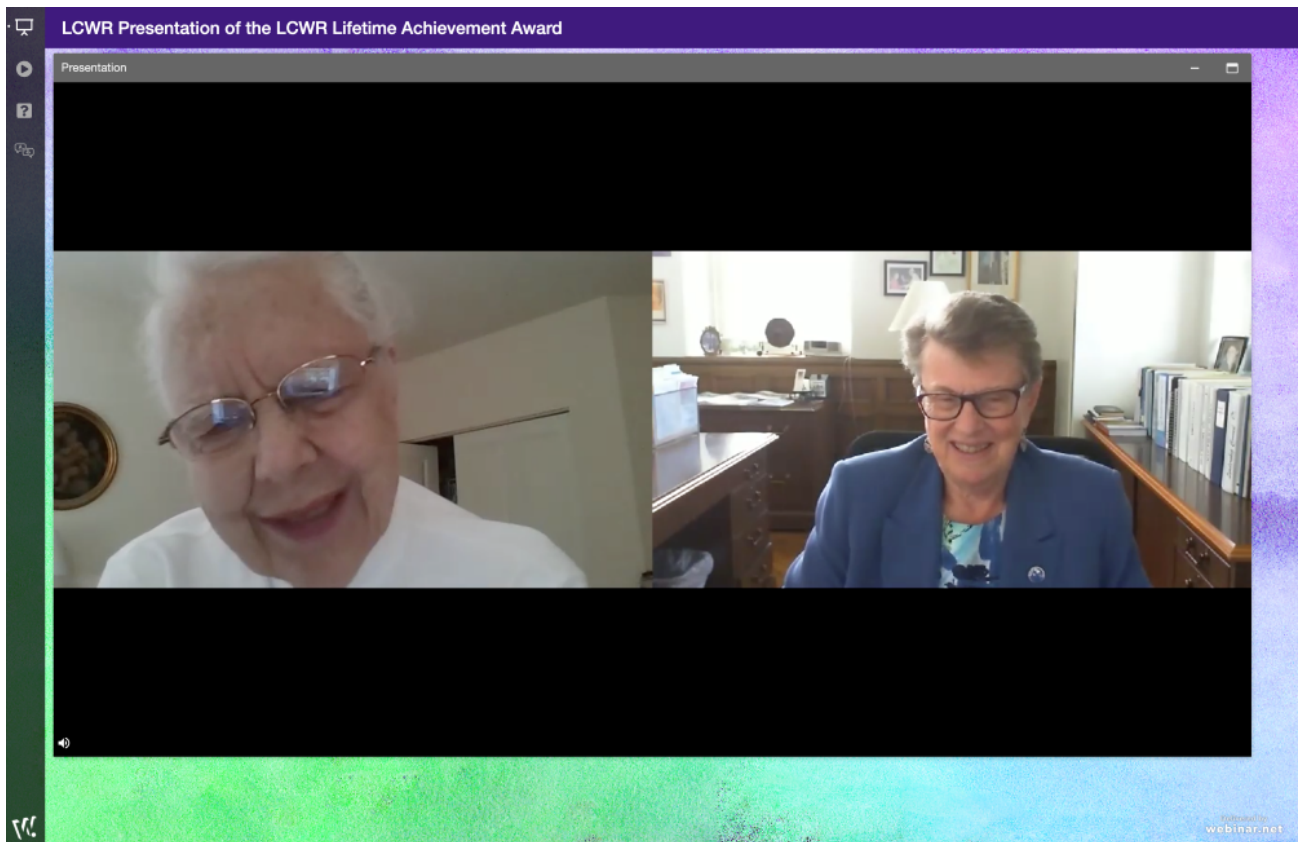 LCWR Presentation of the LCWR Lifetime Achievement Award
Presentation
webinar.net